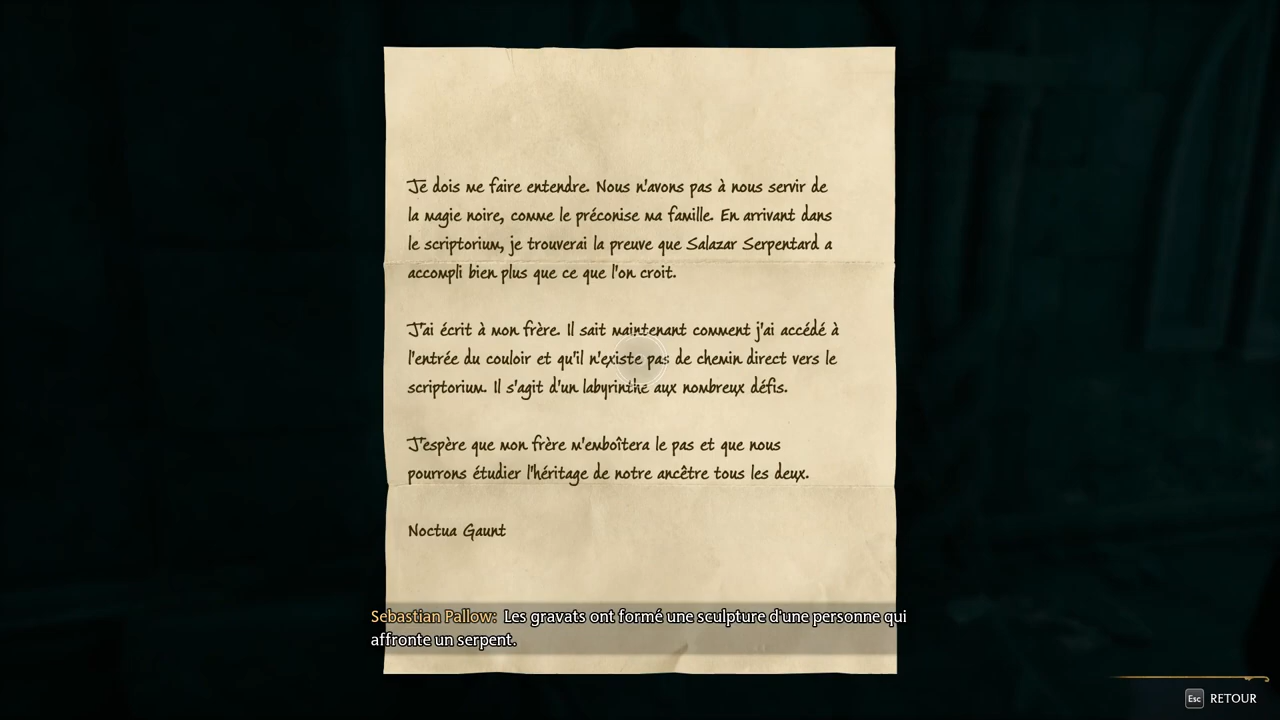 Je dois me faire entendre. Nous n'avons pas à nous servir de
la magie noire, comme le préconise ma famille. En arrivant dans
le scriptorium, je trouverai la preuve que Salazar Serpentard a
accompli bien plus que ce que l'on croit.
J'ai écrit à mon frère. Il sait maintenant comment j'ai accédé à
l'entrée du couloir et qu'il n'existe pas de chemin direct vers le
scriptorium. Il s'agit d'un labyrinthe aux nombreux défis.
J'espère que mon frère m'emboîtera le pas et que nous
pourrons étudier l'héritage de notre ancêtre tous les deux.
Noctua Gaunt
Sebastian Pallow: Les gravats ont formé une sculpture d'une personne qui
affronte un serpent.
Esc RETOUR